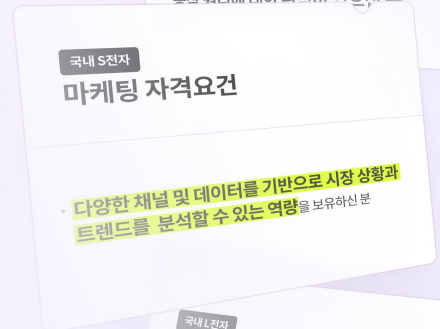 국내 S전자
마케팅 자격요건
• 다양한 채널 및 데이터를 기반으로 시장 상황과
트렌드를 분석할 수 있는 역량을 보유하신 분
국내 L전자